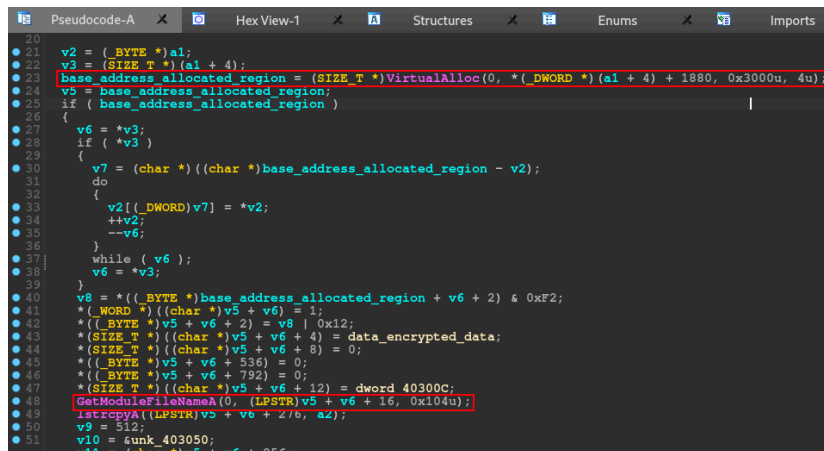 Pseudocode-A Hex View-1 Structures Enums Imports
20
21 v2 = (_BYTE *)a1;
22 v3 = (SIZE_T *)(a1 + 4);
23 base_address_allocated_region = (SIZE_T *)VirtualAlloc(0, *(_DWORD *)(a1 + 4) + 1880, 0x3000u, 4u);
24 v5 = base_address_allocated_region;
25 if ( base_address_allocated_region )
26 {
27 v6 = *v3;
28 if ( *v3 )
29 {
30 v7 = (char *)((char *)base_address_allocated_region - v2);
31 do
32 {
33 v2[(_DWORD)v7] = *v2;
34 ++v2;
35 --v6;
36 }
37 while ( v6 );
38 v6 = *v3;
39 }
40 v8 = *((_BYTE *)base_address_allocated_region + v6 + 2) & 0xF2;
41 *(_WORD *)((char *)v5 + v6) = 1;
42 *((_BYTE *)v5 + v6 + 2) = v8 | 0x12;
43 *(SIZE_T *)((char *)v5 + v6 + 4) = data_encrypted_data;
44 *(SIZE_T *)((char *)v5 + v6 + 8) = 0;
45 *((_BYTE *)v5 + v6 + 536) = 0;
46 *((_BYTE *)v5 + v6 + 792) = 0;
47 *(SIZE_T *)((char *)v5 + v6 + 12) = dword_40300C;
48 GetModuleFileNameA(0, (LPSTR)v5 + v6 + 16, 0x104u);
49 lstrcpyA((LPSTR)v5 + v6 + 276, a2);
50 v9 = 512;
51 v10 = &unk_403050;